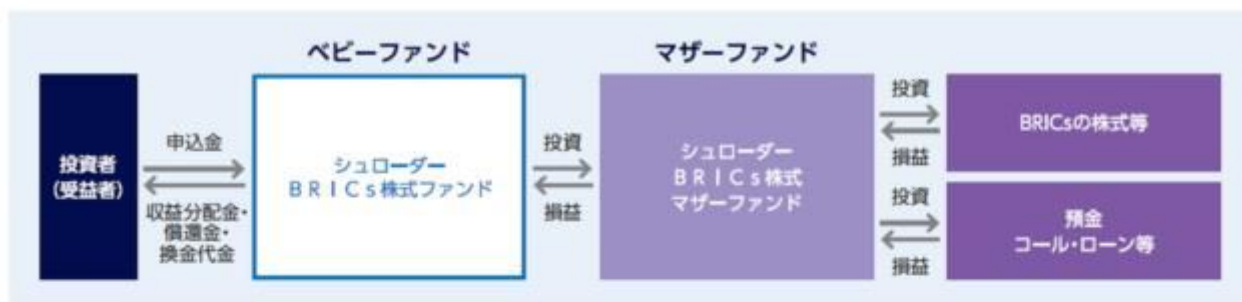 ベビーファンド
マザーファンド
投資者
(受益者)
申込金
収益分配金・
償還金・
換金代金
シュローダー
BRICs株式ファンド
投資
損益
シュローダー
BRICs株式
マザーファンド
投資
損益
BRICsの株式等
投資
損益
預金
コール・ローン等